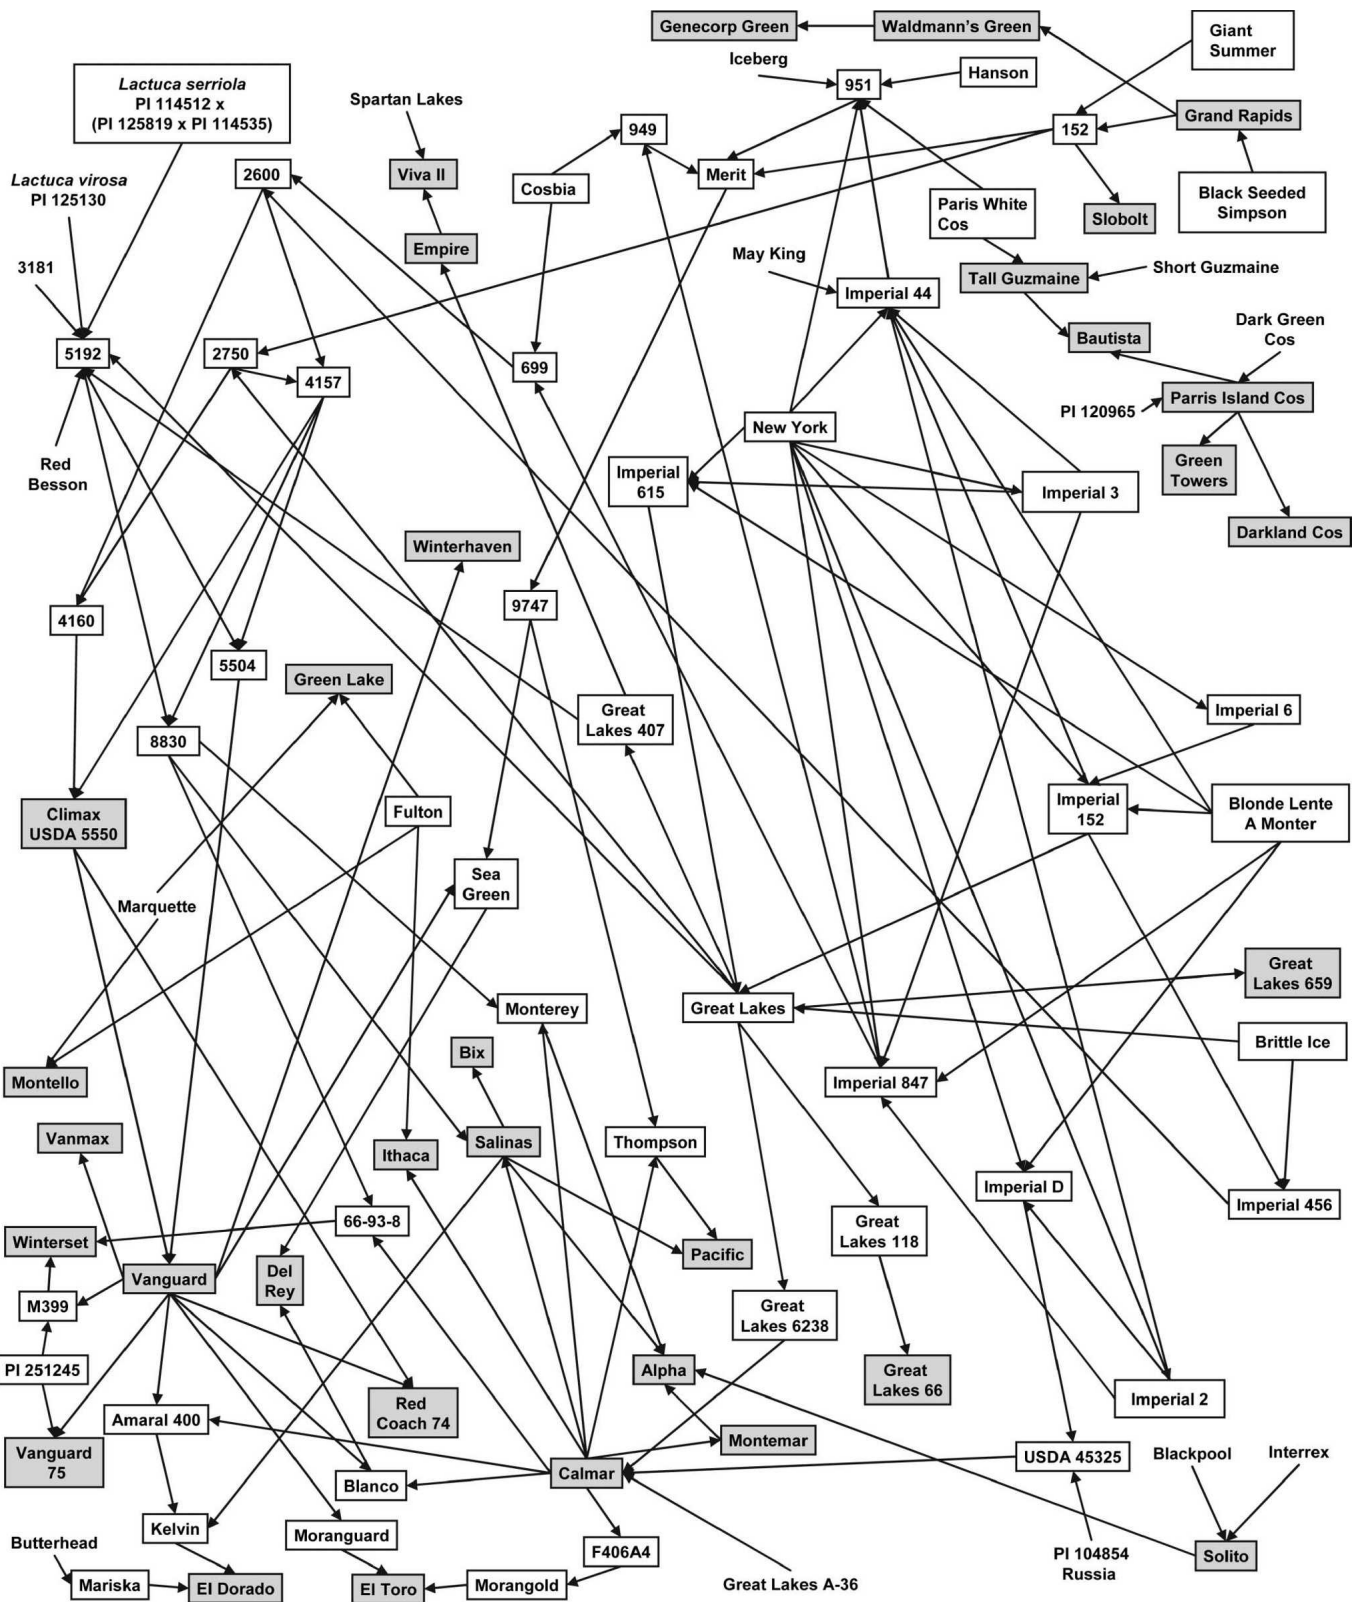 Genecorp Green
Waldmann's Green
Giant
Summer
Iceberg
Hanson
951
Lactuca serriola
PI 114512 x
(PI 125819 x PI 114535)
Spartan Lakes
949
152
Grand Rapids
2600
Viva II
Cosbia
Merit
Lactuca virosa
PI 125130
Paris White
Cos
Slobolt
Black Seeded
Simpson
Empire
May King
3181
Tall Guzmaine
Short Guzmaine
Imperial 44
5192
2750
4157
699
Bautista
Dark Green
Cos
PI 120965
Parris Island Cos
New York
Red
Besson
Imperial
615
Imperial 3
Green
Towers
Darkland Cos
Winterhaven
4160
9747
5504
Green Lake
Great
Lakes 407
Imperial 6
8830
Climax
USDA 5550
Fulton
Imperial
152
Blonde Lente
A Monter
Sea
Green
Marquette
Great
Lakes 659
Monterey
Great Lakes
Brittle Ice
Montello
Bix
Imperial 847
Vanmax
Ithaca
Salinas
Thompson
Imperial D
Imperial 456
Winterset
66-93-8
Great
Lakes 118
Vanguard
Del
Rey
Pacific
M399
Great
Lakes 6238
PI 251245
Alpha
Great
Lakes 66
Amaral 400
Red
Coach 74
Imperial 2
Vanguard
75
Montemar
Blanco
Calmar
USDA 45325
Blackpool
Interrex
Kelvin
Moranguard
F406A4
PI 104854
Russia
Solito
Butterhead
Mariska
El Dorado
El Toro
Morangold
Great Lakes A-36